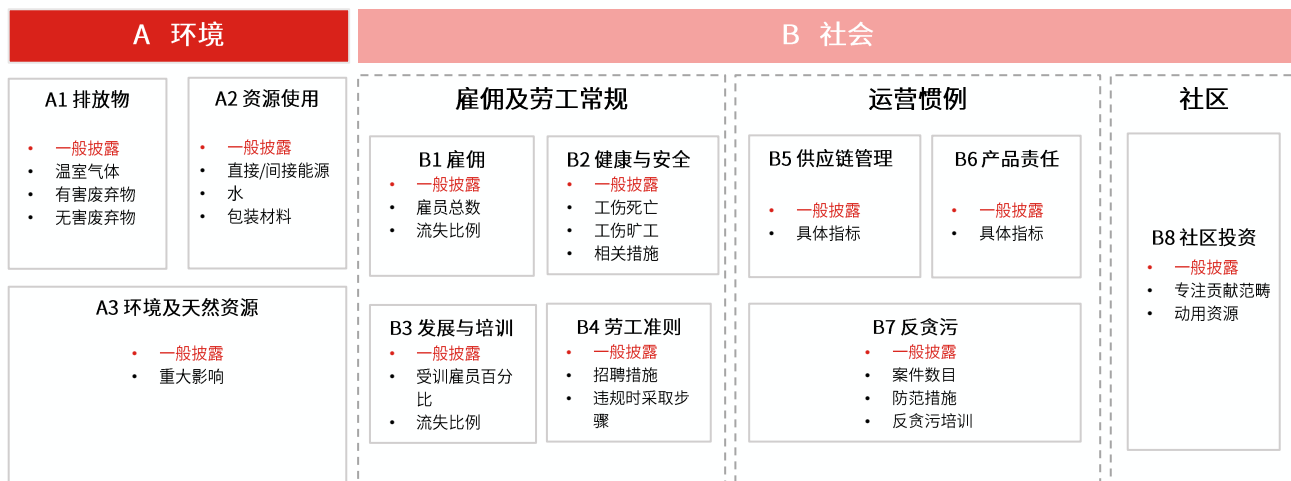 A 环境
B 社会
A1 排放物
• 一般披露
• 温室气体
• 有害废弃物
• 无害废弃物
A2 资源使用
• 一般披露
• 直接/间接能源
• 水
• 包装材料
A3 环境及天然资源
• 一般披露
• 重大影响
雇佣及劳工常规
B1 雇佣
• 一般披露
• 雇员总数
• 流失比例
B2 健康与安全
• 一般披露
• 工伤死亡
• 工伤旷工
• 相关措施
B3 发展与培训
• 一般披露
• 受训雇员百分
比
• 流失比例
B4 劳工准则
• 一般披露
• 招聘措施
• 违规时采取步
骤
运营惯例
B5 供应链管理
• 一般披露
• 具体指标
B6 产品责任
• 一般披露
• 具体指标
B7 反贪污
• 一般披露
• 案件数目
• 防范措施
• 反贪污培训
社区
B8 社区投资
• 一般披露
• 专注贡献范畴
• 动用资源